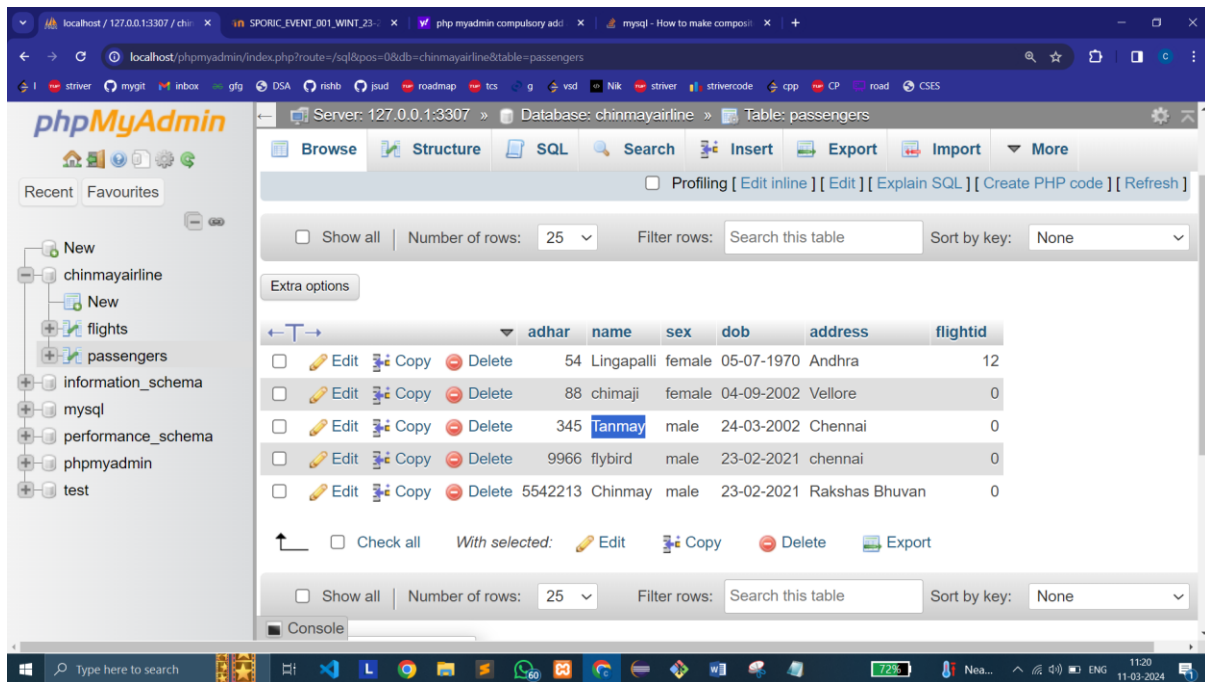 localhost / 127.0.0.1:3307 / chin
SPORIC_EVENT_001_WINT_23-
php myadmin compulsory add
mysql - How to make composit
localhost/phpmyadmin/index.php?route=/sql&pos=0&db=chinmayairline&table=passengers
I striver mygit inbox gfg DSA rishb jsud roadmap tcs g vsd Nik striver strivercode cpp CP road CSES
phpMyAdmin
Recent Favourites
New
chinmayairline
New
flights
passengers
information_schema
mysql
performance_schema
phpmyadmin
test
Server: 127.0.0.1:3307 » Database: chinmayairline » Table: passengers
Browse Structure SQL Search Insert Export Import More
Profiling [ Edit inline ] [ Edit ] [ Explain SQL ] [ Create PHP code ] [ Refresh ]
Show all | Number of rows: 25 Filter rows: Search this table Sort by key: None
Extra options
adhar name sex dob address flightid
Edit Copy Delete 54 Lingapalli female 05-07-1970 Andhra 12
Edit Copy Delete 88 chimaji female 04-09-2002 Vellore 0
Edit Copy Delete 345 Tanmay male 24-03-2002 Chennai 0
Edit Copy Delete 9966 flybird male 23-02-2021 chennai 0
Edit Copy Delete 5542213 Chinmay male 23-02-2021 Rakshas Bhuvan 0
Check all With selected: Edit Copy Delete Export
Show all | Number of rows: 25 Filter rows: Search this table Sort by key: None
Console
Type here to search
60
72%
Nea...
ENG
11:20
11-03-2024